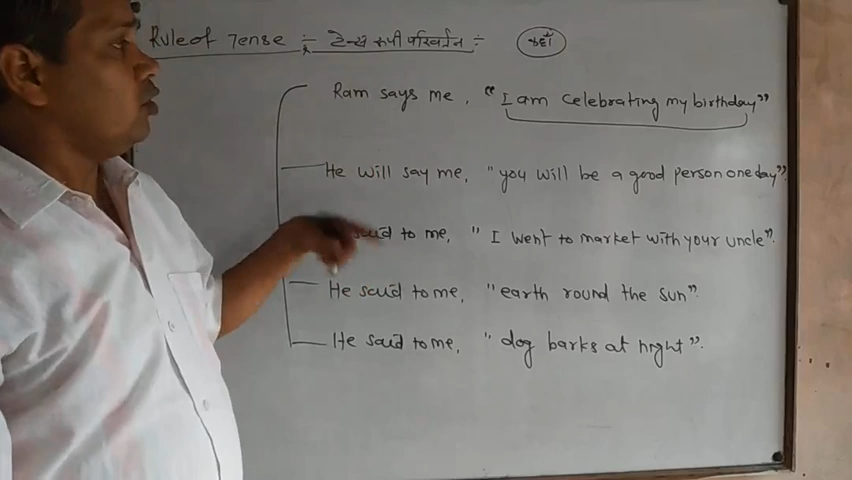 Rule of Tense ÷ टेन्स रूपी परिवर्तन ÷
Ram says me, "I am celebrating my birthday"
He will say me, "you will be a good person one day".
said to me, "I went to market with your uncle".
He said to me, "earth round the sun".
He said to me, "dog barks at night".